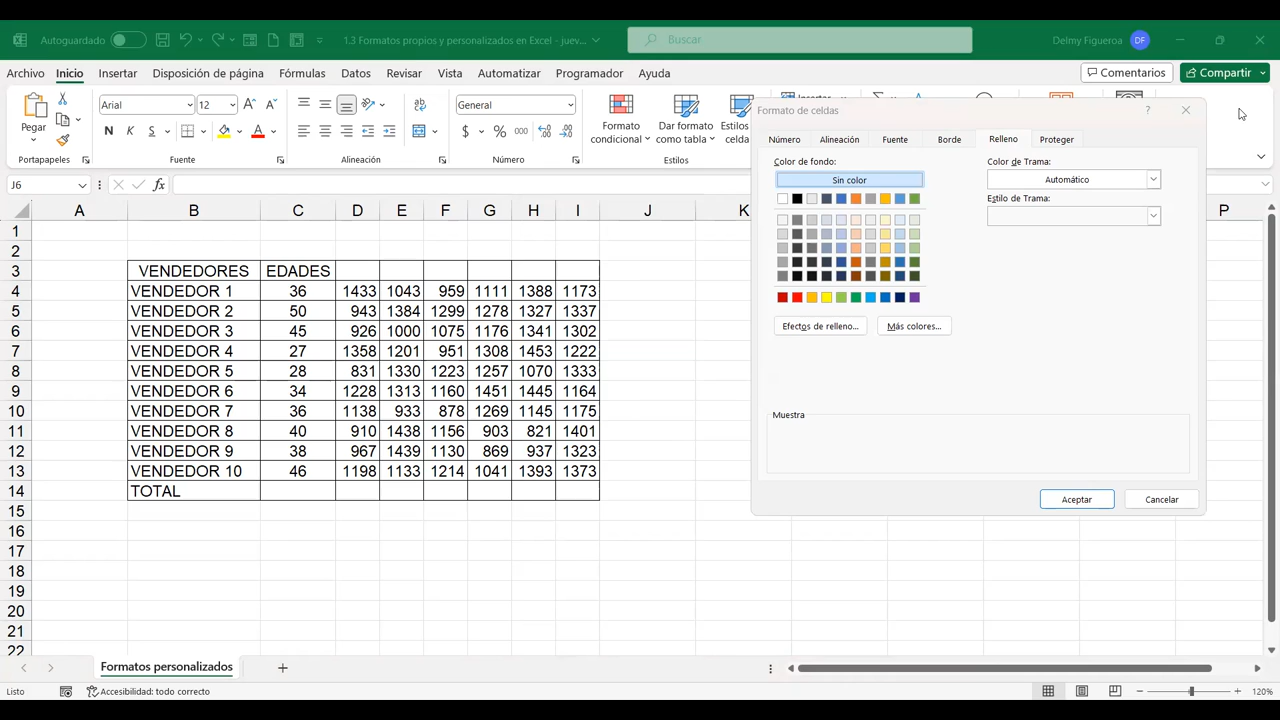 Autoguardado
1.3 Formatos propios y personalizados en Excel - juev...
Buscar
Delmy Figueroa
DF
Archivo Inicio Insertar Disposición de página Fórmulas Datos Revisar Vista Automatizar Programador Ayuda
Comentarios
Compartir
Pegar
Portapapeles
Arial
12
N K S
Fuente
Alineación
General
$ % 000
Número
Formato condicional
Dar formato como tabla
Estilos de celda
Estilos
Insertar
J6
fx
Formato de celdas
Número Alineación Fuente Borde Relleno Proteger
Color de fondo:
Sin color
Color de Trama:
Automático
Estilo de Trama:
Efectos de relleno...
Más colores...
Muestra
Aceptar
Cancelar
A B C D E F G H I J K P
1
2
3 VENDEDORES EDADES
4 VENDEDOR 1 36 1433 1043 959 1111 1388 1173
5 VENDEDOR 2 50 943 1384 1299 1278 1327 1337
6 VENDEDOR 3 45 926 1000 1075 1176 1341 1302
7 VENDEDOR 4 27 1358 1201 951 1308 1453 1222
8 VENDEDOR 5 28 831 1330 1223 1257 1070 1333
9 VENDEDOR 6 34 1228 1313 1160 1451 1445 1164
10 VENDEDOR 7 36 1138 933 878 1269 1145 1175
11 VENDEDOR 8 40 910 1438 1156 903 821 1401
12 VENDEDOR 9 38 967 1439 1130 869 937 1323
13 VENDEDOR 10 46 1198 1133 1214 1041 1393 1373
14 TOTAL
15
16
17
18
19
20
21
22
Formatos personalizados
Listo
Accesibilidad: todo correcto
120%